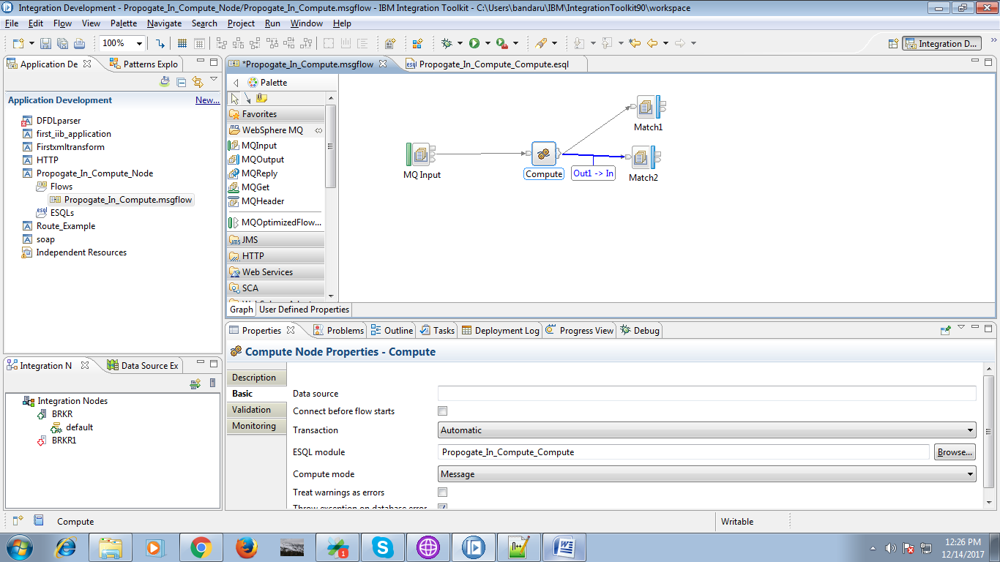 Integration Development - Propogate_In_Compute_Node/Propogate_In_Compute.msgflow - IBM Integration Toolkit - C:\Users\bandaru\IBM\IntegrationToolkit90\workspace
File Edit Flow View Palette Navigate Search Project Run Window Help
100%
Integration D...
Application De
Patterns Explo
Application Development
New...
DFDLparser
first_iib_application
Firstxmltransform
HTTP
Propogate_In_Compute_Node
Flows
Propogate_In_Compute.msgflow
esql ESQLs
Route_Example
soap
Independent Resources
Integration N
Data Source Ex
Integration Nodes
BRKR
default
BRKR1
*Propogate_In_Compute.msgflow
esql Propogate_In_Compute_Compute.esql
Palette
Favorites
WebSphere MQ
MQInput
MQOutput
MQReply
MQGet
MQHeader
MQOptimizedFlow...
JMS
HTTP
Web Services
SCA
MQ Input
Compute
Out1 -> In
Match1
Match2
Graph
User Defined Properties
Properties
Problems
Outline
Tasks
Deployment Log
Progress View
Debug
Compute Node Properties - Compute
Description
Basic
Validation
Monitoring
Data source
Connect before flow starts
Transaction
Automatic
ESQL module
Propogate_In_Compute_Compute
Browse...
Compute mode
Message
Treat warnings as errors
Throw exception on database error
Compute
Writable
1
12:26 PM
12/14/2017